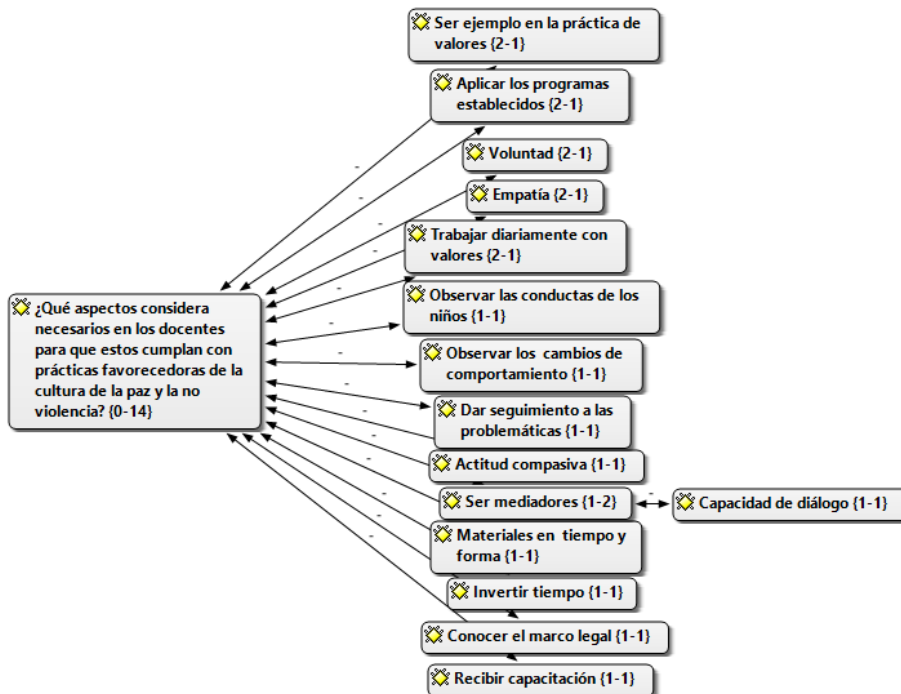 Ser ejemplo en la práctica de
valores {2-1}
Aplicar los programas
establecidos {2-1}
Voluntad {2-1}
Empatía {2-1}
Trabajar diariamente con
valores {2-1}
¿Qué aspectos considera
necesarios en los docentes
para que estos cumplan con
prácticas favorecedoras de la
cultura de la paz y la no
violencia? {0-14}
Observar las conductas de los
niños {1-1}
Observar los  cambios de
comportamiento {1-1}
Dar seguimiento a las
problemáticas {1-1}
Actitud compasiva {1-1}
Ser mediadores {1-2}
Capacidad de diálogo {1-1}
Materiales en  tiempo y
forma {1-1}
Invertir tiempo {1-1}
Conocer el marco legal {1-1}
Recibir capacitación {1-1}